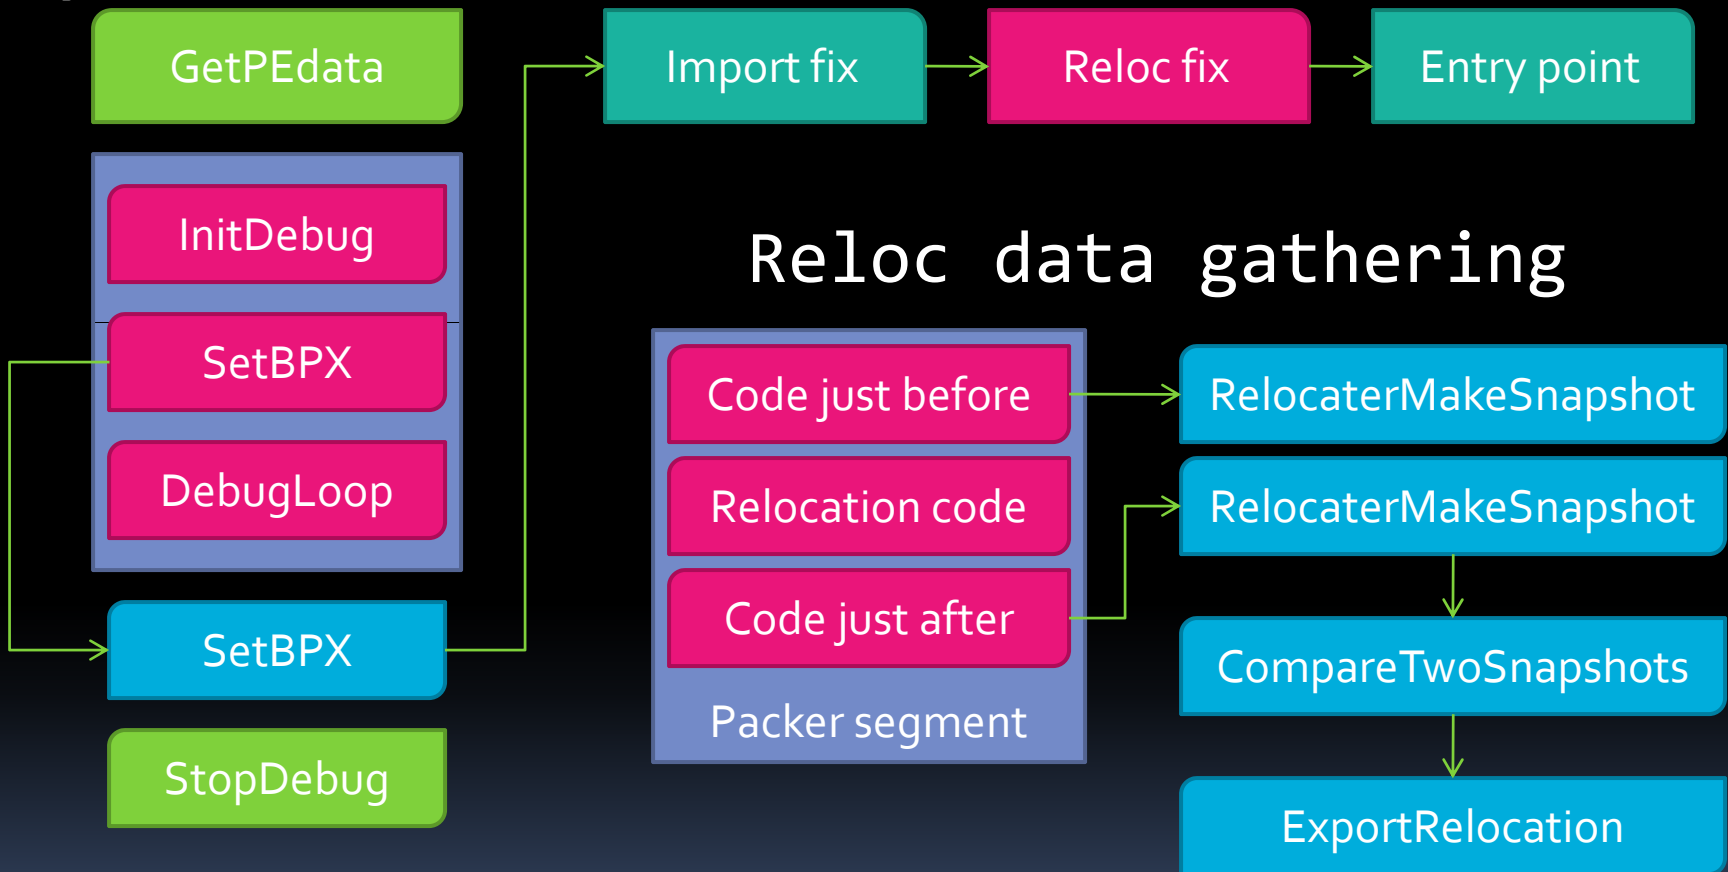 GetPEdata
Import fix
Reloc fix
Entry point
InitDebug
SetBPX
DebugLoop
SetBPX
StopDebug
Reloc data gathering
Code just before
Relocation code
Code just after
Packer segment
RelocaterMakeSnapshot
RelocaterMakeSnapshot
CompareTwoSnapshots
ExportRelocation